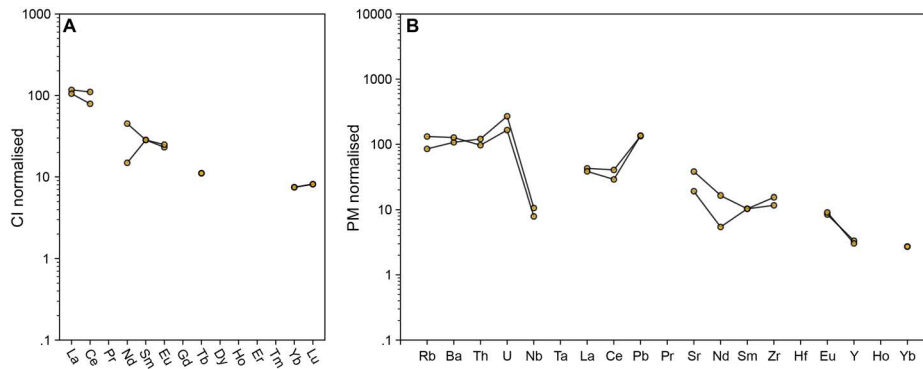 A
CI normalised
1000
100
10
1
.1
La Ce Pr Nd Sm Eu Gd Tb Dy Ho Er Tm Yb Lu
B
PM normalised
10000
1000
100
10
1
.1
Rb Ba Th U Nb Ta La Ce Pb Pr Sr Nd Sm Zr Hf Eu Y Ho Yb